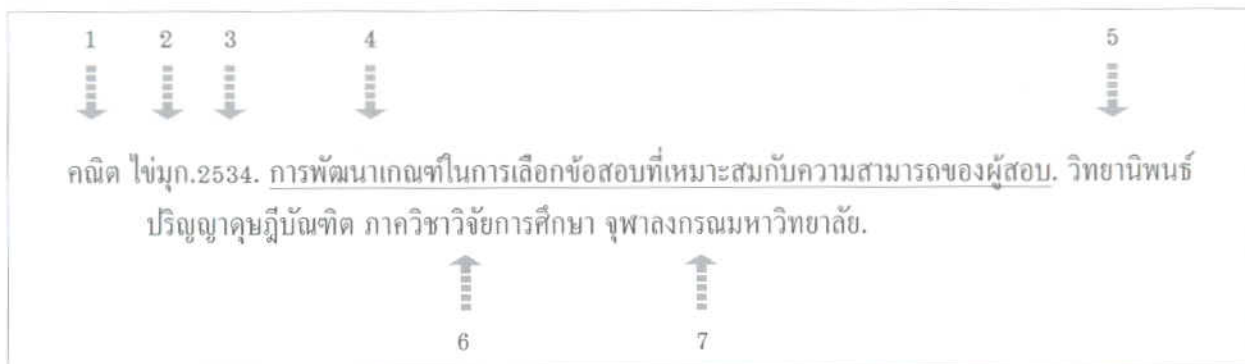 1 2 3 4 5
คณิต ไข่มุก.2534. การพัฒนาเกณฑ์ในการเลือกข้อสอบที่เหมาะสมกับความสามารถของผู้สอบ. วิทยานิพนธ์
ปริญญาดุษฎีบัณฑิต ภาควิชาวิจัยการศึกษา จุฬาลงกรณมหาวิทยาลัย.
6 7